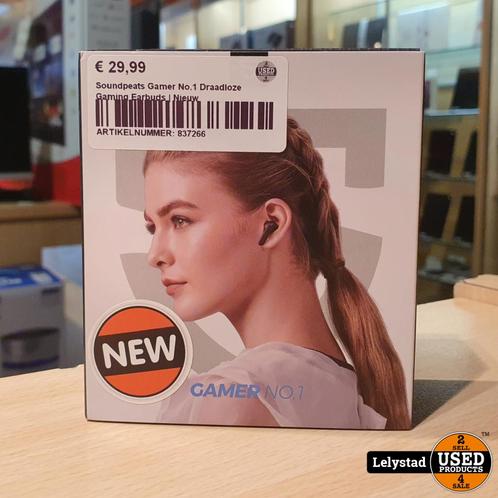 € 29,99
Soundpeats Gamer No.1 Draadloze
Gaming Earbuds | Nieuw
ARTIKELNUMMER: 837266
NEW
GAMER NO.1
Lelystad
2
SELL
USED
PRODUCTS
4
SALE
TM